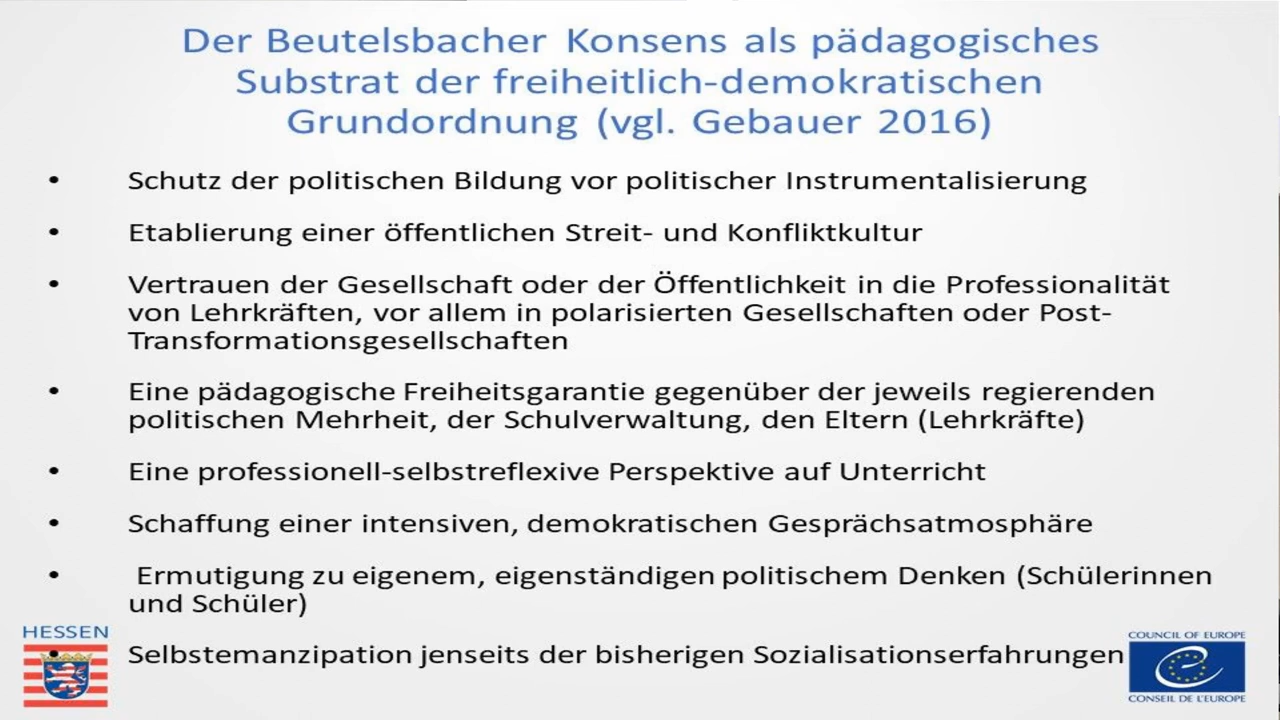 Der Beutelsbacher Konsens als pädagogisches
Substrat der freiheitlich-demokratischen
Grundordnung (vgl. Gebauer 2016)
• Schutz der politischen Bildung vor politischer Instrumentalisierung
• Etablierung einer öffentlichen Streit- und Konfliktkultur
• Vertrauen der Gesellschaft oder der Öffentlichkeit in die Professionalität
von Lehrkräften, vor allem in polarisierten Gesellschaften oder Post-
Transformationsgesellschaften
• Eine pädagogische Freiheitsgarantie gegenüber der jeweils regierenden
politischen Mehrheit, der Schulverwaltung, den Eltern (Lehrkräfte)
• Eine professionell-selbstreflexive Perspektive auf Unterricht
• Schaffung einer intensiven, demokratischen Gesprächsatmosphäre
• Ermutigung zu eigenem, eigenständigen politischem Denken (Schülerinnen
und Schüler)
• Selbstemanzipation jenseits der bisherigen Sozialisationserfahrungen
HESSEN
COUNCIL OF EUROPE
CONSEIL DE L'EUROPE